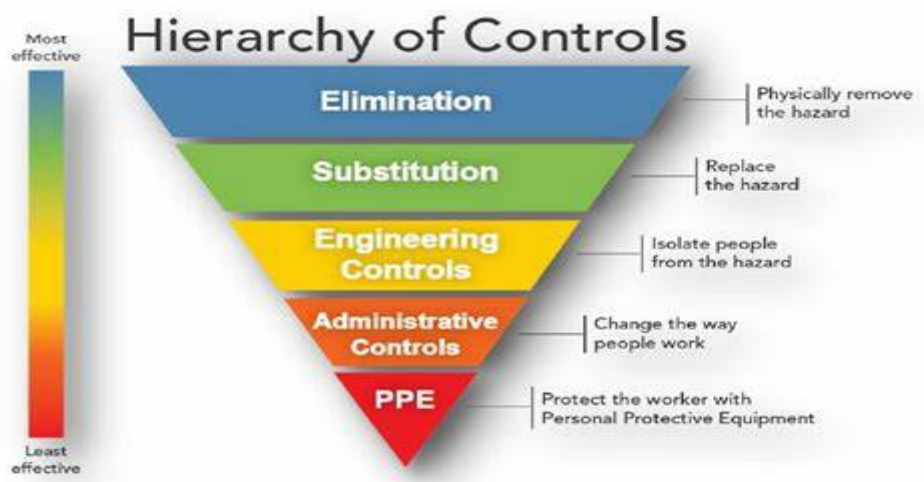 Hierarchy of Controls
Most
effective
Elimination
Physically remove
the hazard
Substitution
Replace
the hazard
Engineering
Controls
Isolate people
from the hazard
Administrative
Controls
Change the way
people work
PPE
Protect the worker with
Personal Protective Equipment
Least
effective